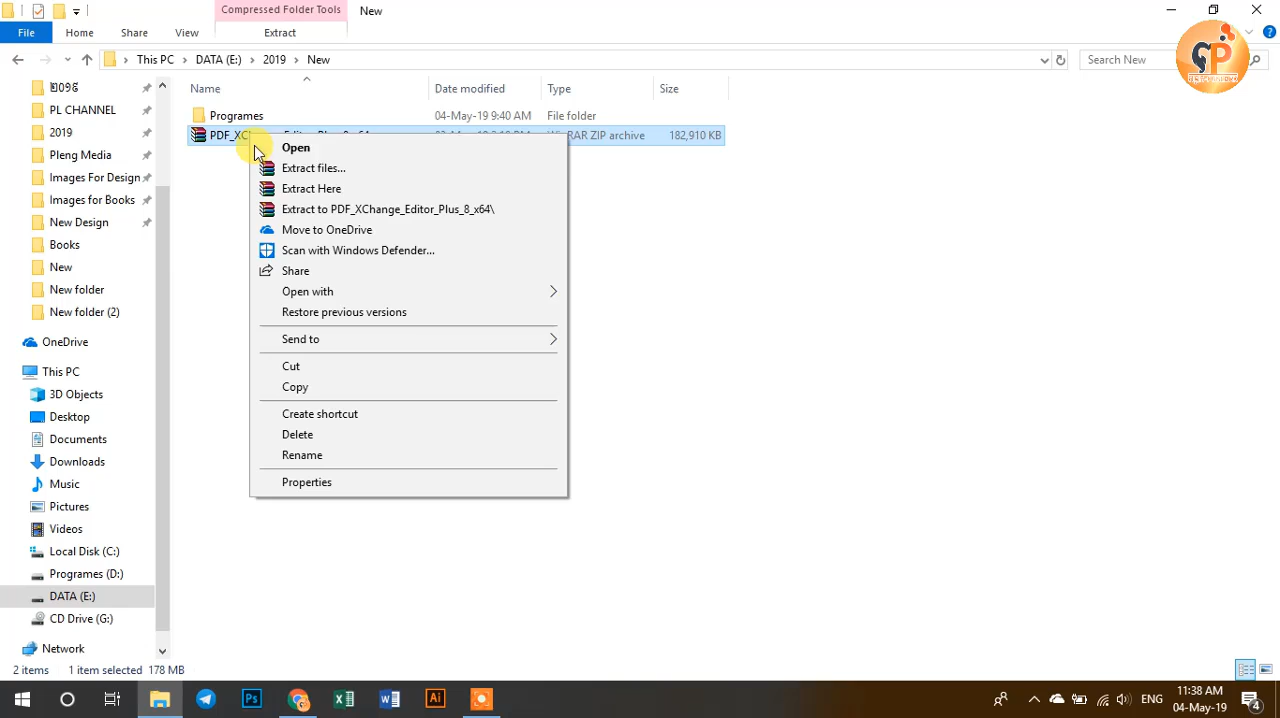 Compressed Folder Tools
New
File
Home
Share
View
Extract
This PC
DATA (E:)
2019
New
Search New
Name
Date modified
Type
Size
Programes
04-May-19 9:40 AM
File folder
RAR ZIP archive
182,910 KB
Open
Extract files...
Extract Here
Extract to PDF_XChange_Editor_Plus_8_x64\
Move to OneDrive
Scan with Windows Defender...
Share
Open with
Restore previous versions
Send to
Cut
Copy
Create shortcut
Delete
Rename
Properties
PL CHANNEL
2019
Pleng Media
Images For Design
Images for Books
New Design
Books
New
New folder
New folder (2)
OneDrive
This PC
3D Objects
Desktop
Documents
Downloads
Music
Pictures
Videos
Local Disk (C:)
Programes (D:)
DATA (E:)
CD Drive (G:)
Network
2 items
1 item selected 178 MB
Ps
Ai
ENG
11:38 AM
04-May-19
4